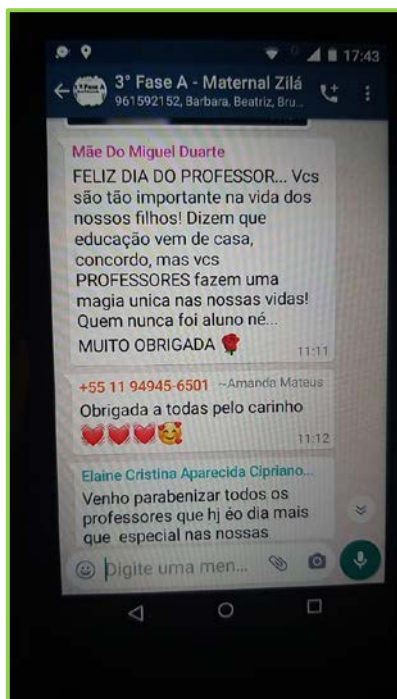 17:43
3° Fase A - Maternal Zilá
961592152, Barbara, Beatriz, Bru...
Mãe Do Miguel Duarte
FELIZ DIA DO PROFESSOR... Vcs
são tão importante na vida dos
nossos filhos! Dizem que
educação vem de casa,
concordo, mas vcs
PROFESSORES fazem uma
magia unica nas nossas vidas!
Quem nunca foi aluno né...
MUITO OBRIGADA 🌹
11:11
+55 11 94945-6501 ~Amanda Mateus
Obrigada a todas pelo carinho
💓💓💓🥰
11:12
Elaine Cristina Aparecida Cipriano...
Venho parabenizar todos os
professores que hj éo dia mais
que especial nas nossas
Digite uma men...